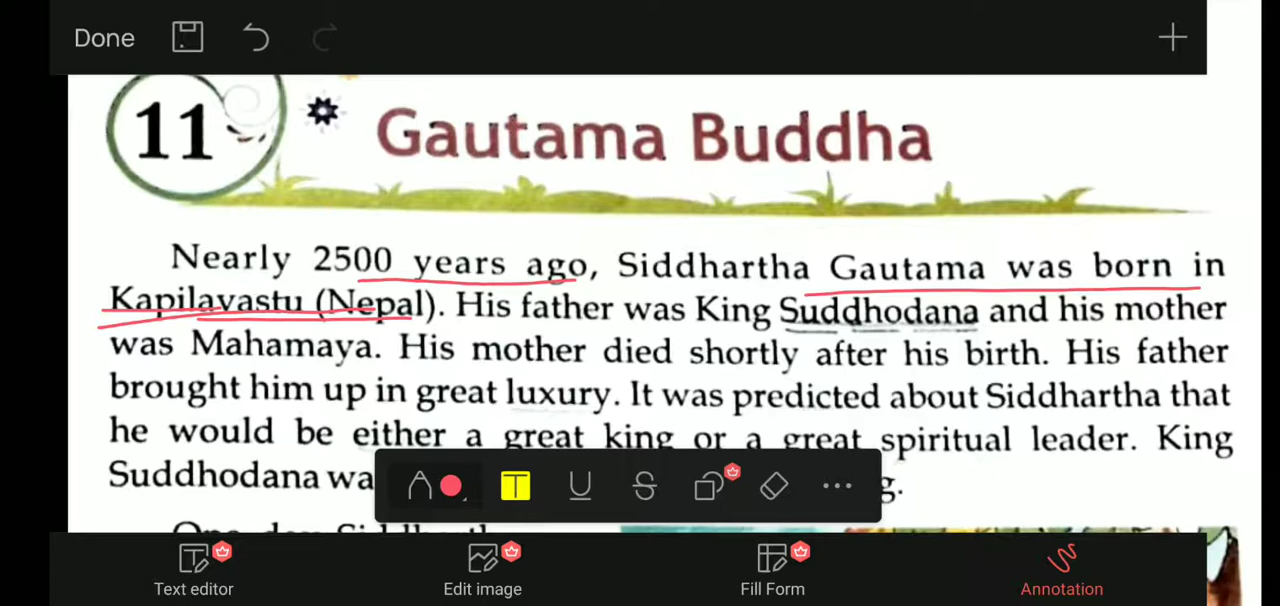 Done
11
Gautama Buddha
Nearly 2500 years ago, Siddhartha Gautama was born in
Kapilavastu (Nepal). His father was King Suddhodana and his mother
was Mahamaya. His mother died shortly after his birth. His father
brought him up in great luxury. It was predicted about Siddhartha that
he would be either a great king or a great spiritual leader. King
Suddhodana wa
g.
One day
Text editor
Edit image
Fill Form
Annotation